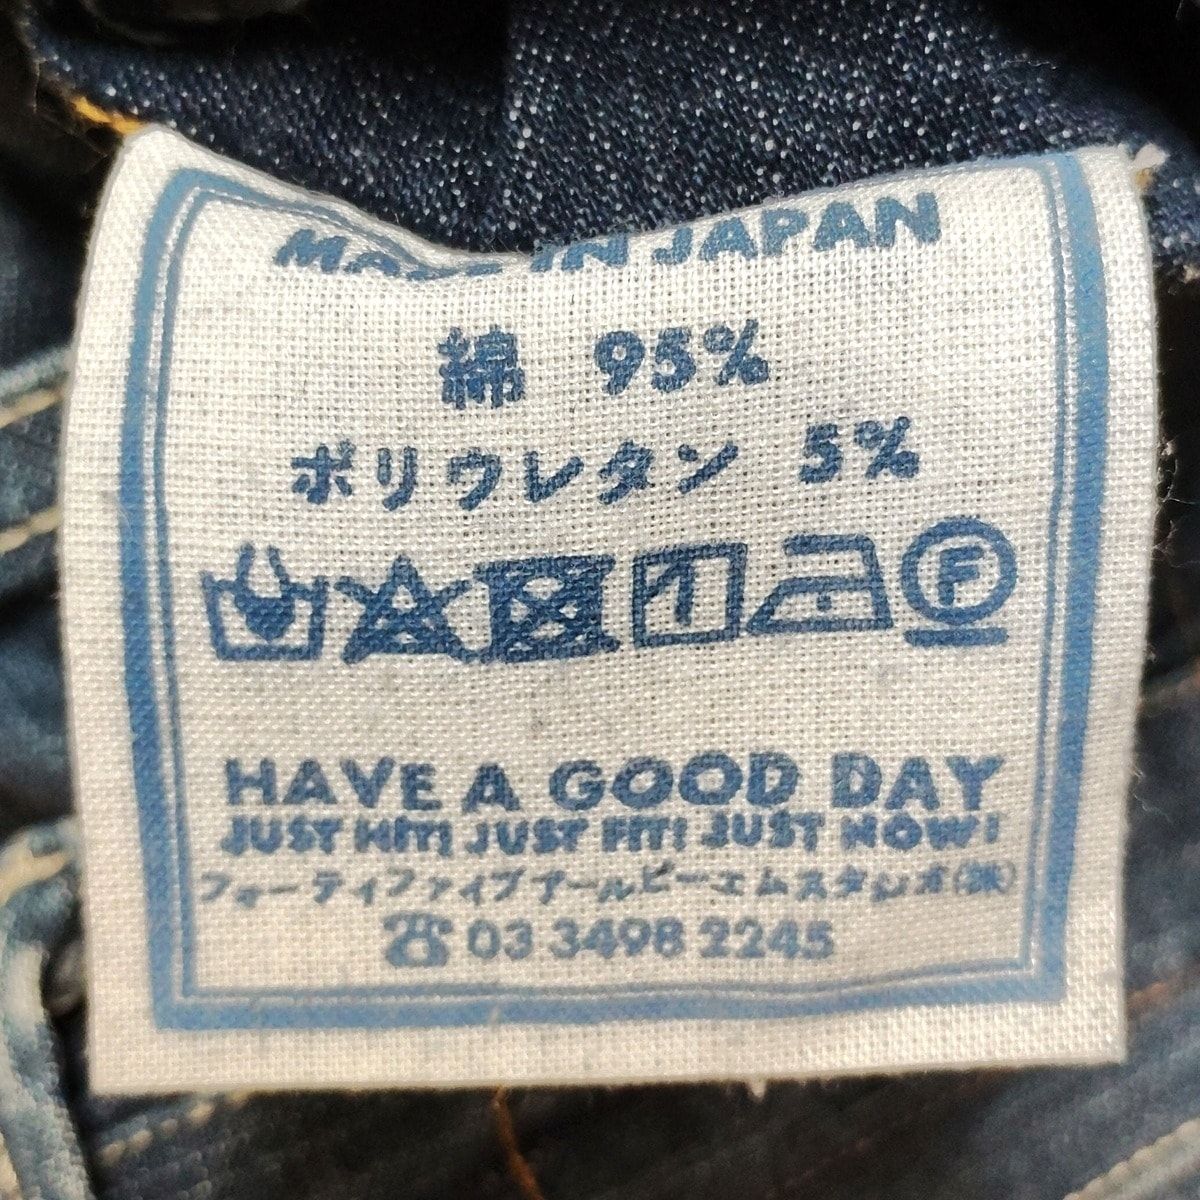 MADE IN JAPAN
綿 95%
ポリウレタン 5%
F
HAVE A GOOD DAY
JUST HIT! JUST FIT! JUST NOW!
フォーティファイブアールピーエムスタジオ(株)
☎ 03 3498 2245